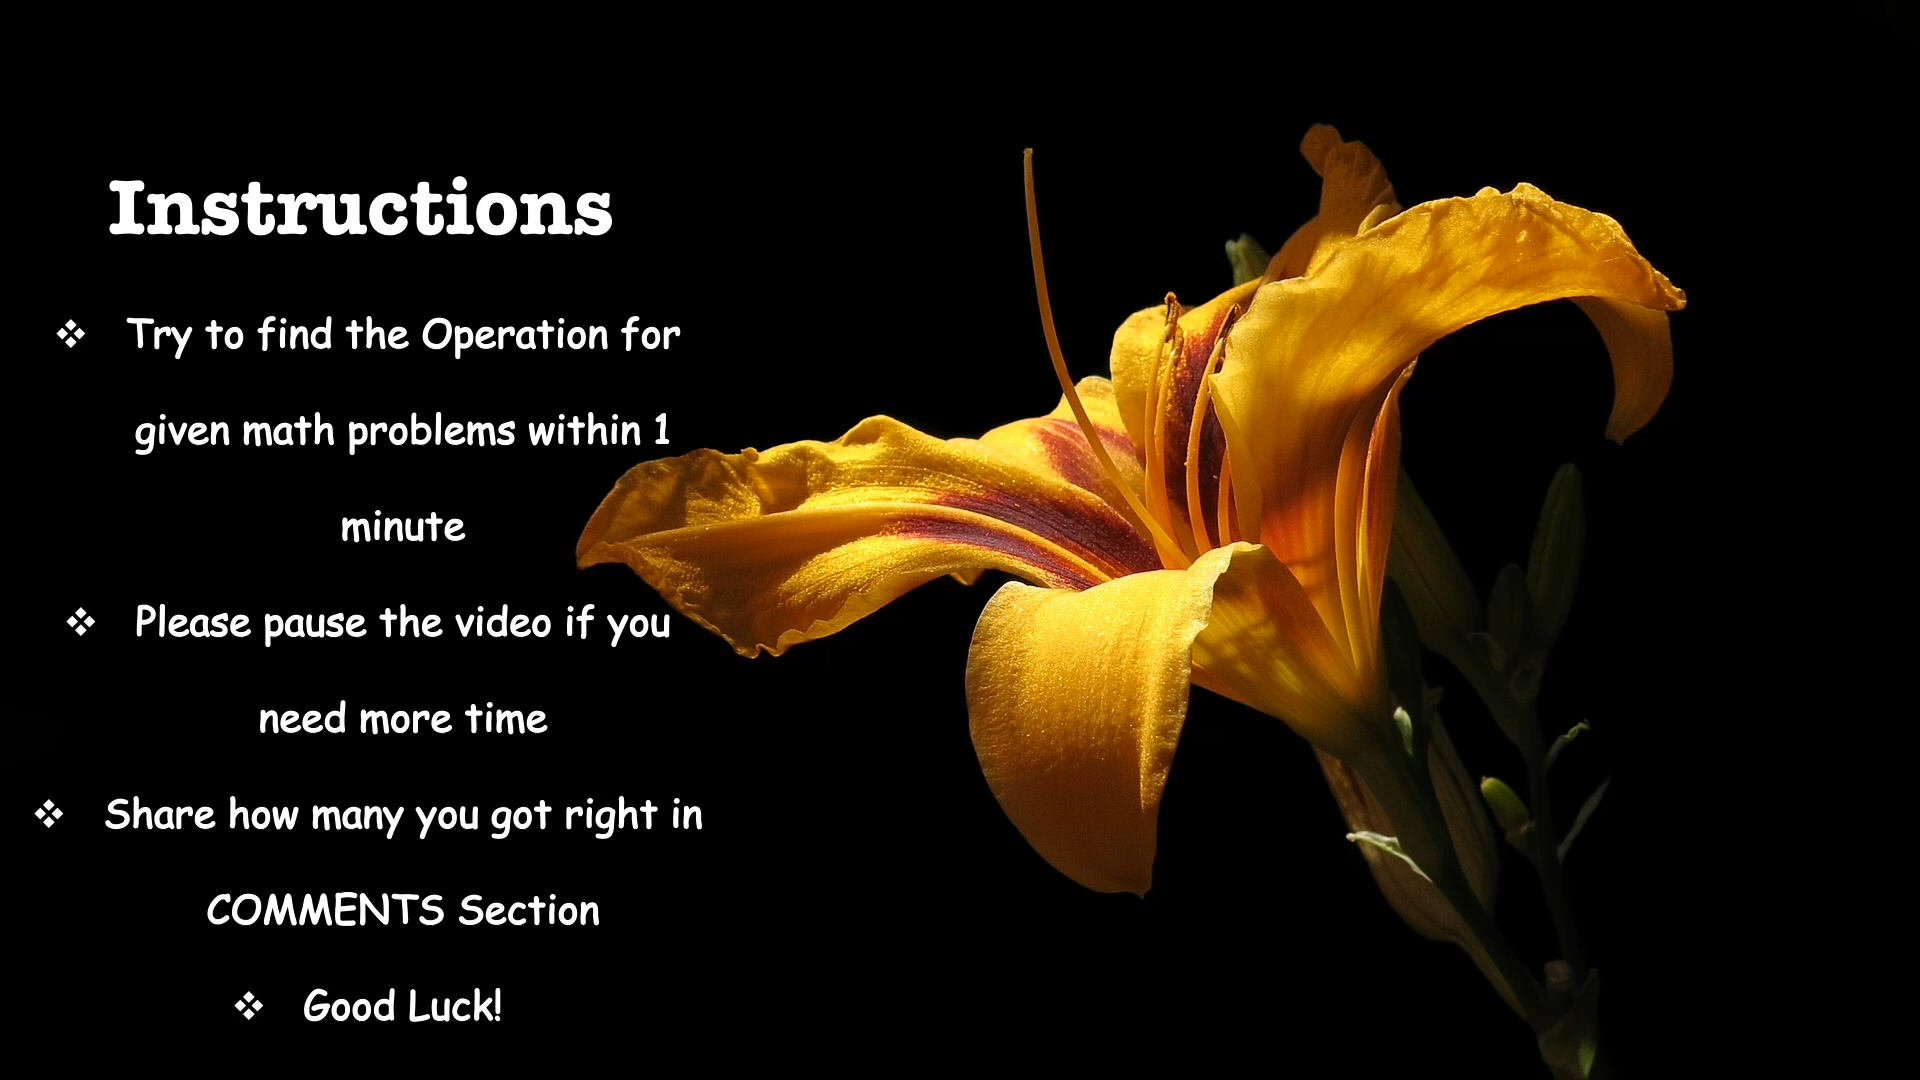 Instructions
❖ Try to find the Operation for
given math problems within 1
minute
❖ Please pause the video if you
need more time
❖ Share how many you got right in
COMMENTS Section
❖ Good Luck!